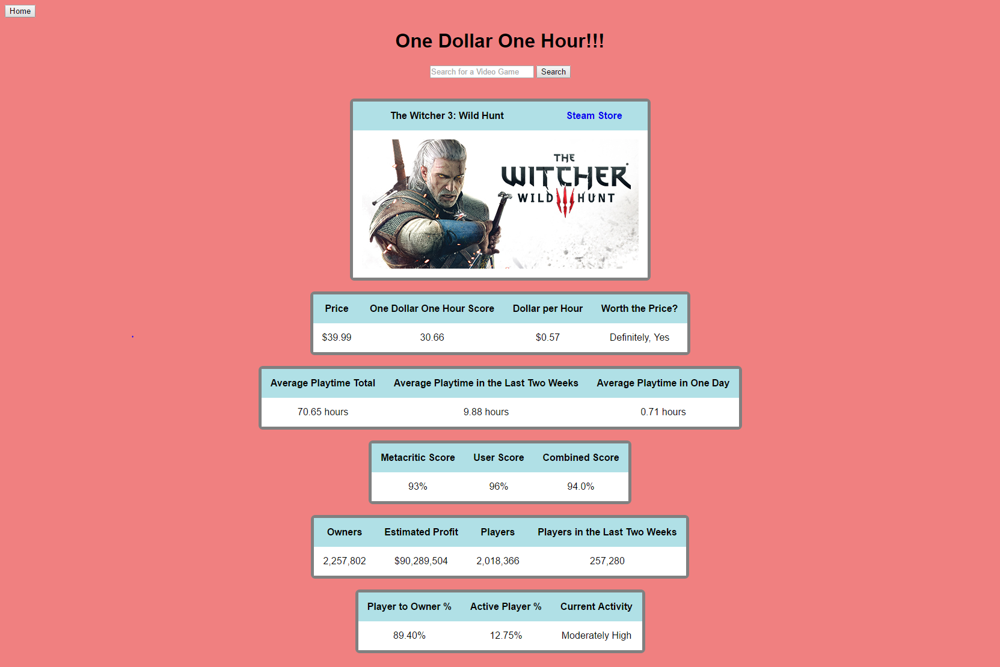 Home
One Dollar One Hour!!!
Search for a Video Game Search
The Witcher 3: Wild Hunt Steam Store
THE
WITCHER
WILD III HUNT
Price One Dollar One Hour Score Dollar per Hour Worth the Price?
$39.99 30.66 $0.57 Definitely, Yes
Average Playtime Total Average Playtime in the Last Two Weeks Average Playtime in One Day
70.65 hours 9.88 hours 0.71 hours
Metacritic Score User Score Combined Score
93% 96% 94.0%
Owners Estimated Profit Players Players in the Last Two Weeks
2,257,802 $90,289,504 2,018,366 257,280
Player to Owner % Active Player % Current Activity
89.40% 12.75% Moderately High